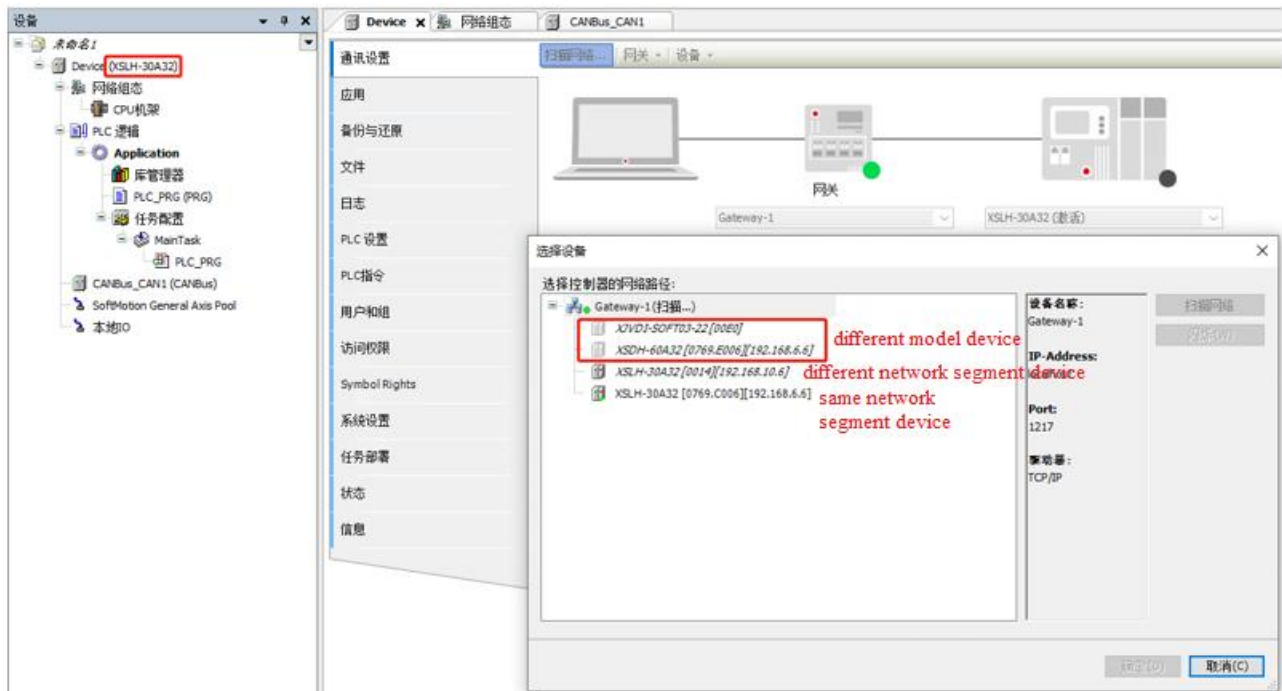 设备
未命名1
Device (XSLH-30A32)
网络组态
CPU机架
PLC 逻辑
Application
库管理器
PLC_PRG (PRG)
任务配置
MainTask
PLC_PRG
CANBus_CAN1 (CANBus)
SoftMotion General Axis Pool
本地IO
Device
网络组态
CANBus_CAN1
通讯设置
应用
备份与还原
文件
日志
PLC 设置
PLC指令
用户和组
访问权限
Symbol Rights
系统设置
任务部署
状态
信息
扫描网络...
网关
设备
网关
Gateway-1
XSLH-30A32 (激活)
选择设备
选择控制器的网络路径:
Gateway-1(扫描...)
XJVDI-SOFT03-22 [00E0]
XSDH-60A32 [0769.E006][192.168.6.6]
XSLH-30A32 [0014][192.168.10.6]
XSLH-30A32 [0769.C006][192.168.6.6]
different model device
different network segment device
same network
segment device
设备名称:
Gateway-1
IP-Address:
Port:
1217
驱动器:
TCP/IP
扫描网络
取消(C)